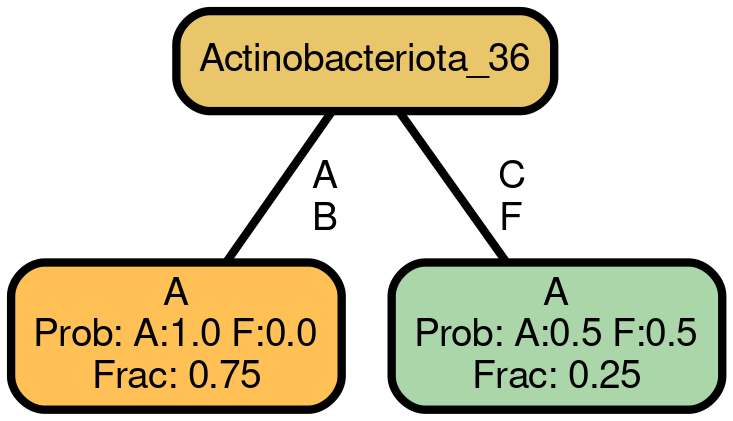 Actinobacteriota_36
A
B
C
F
A
Prob: A:1.0 F:0.0
Frac: 0.75
A
Prob: A:0.5 F:0.5
Frac: 0.25